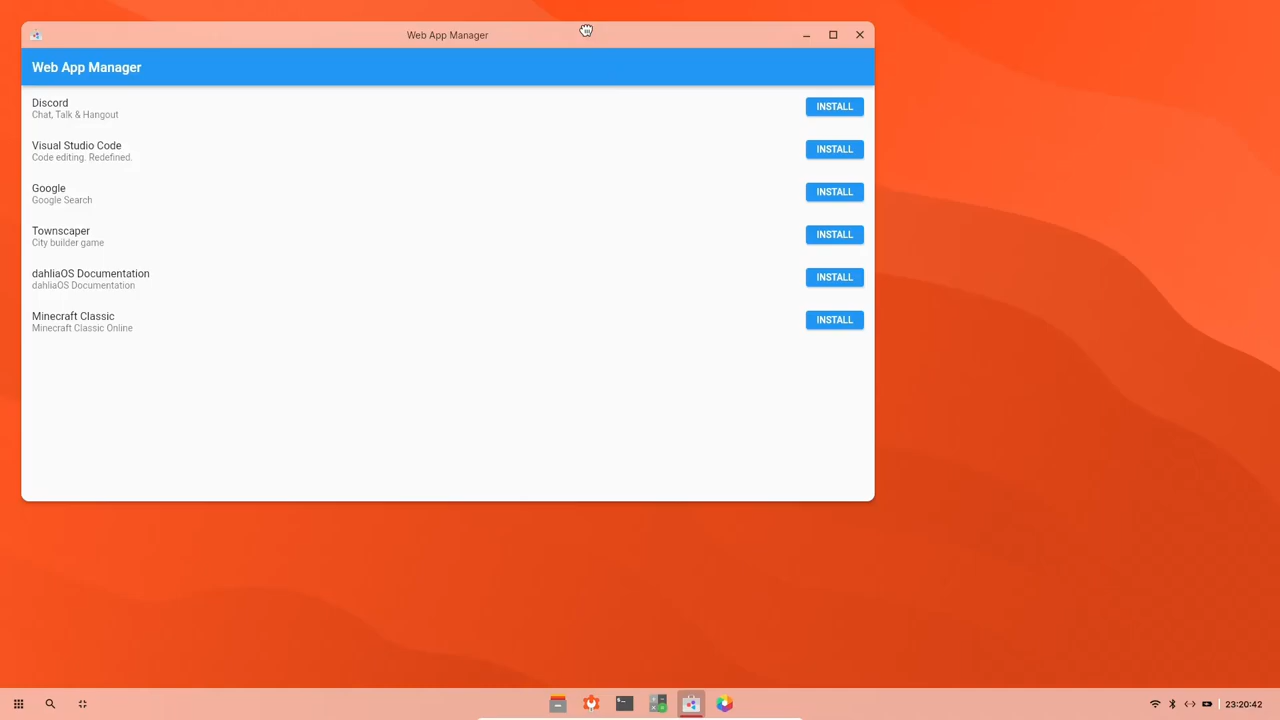 Web App Manager
Web App Manager
Discord
Chat, Talk & Hangout
INSTALL
Visual Studio Code
Code editing. Redefined.
INSTALL
Google
Google Search
INSTALL
Townscaper
City builder game
INSTALL
dahliaOS Documentation
dahliaOS Documentation
INSTALL
Minecraft Classic
Minecraft Classic Online
INSTALL
23:20:42